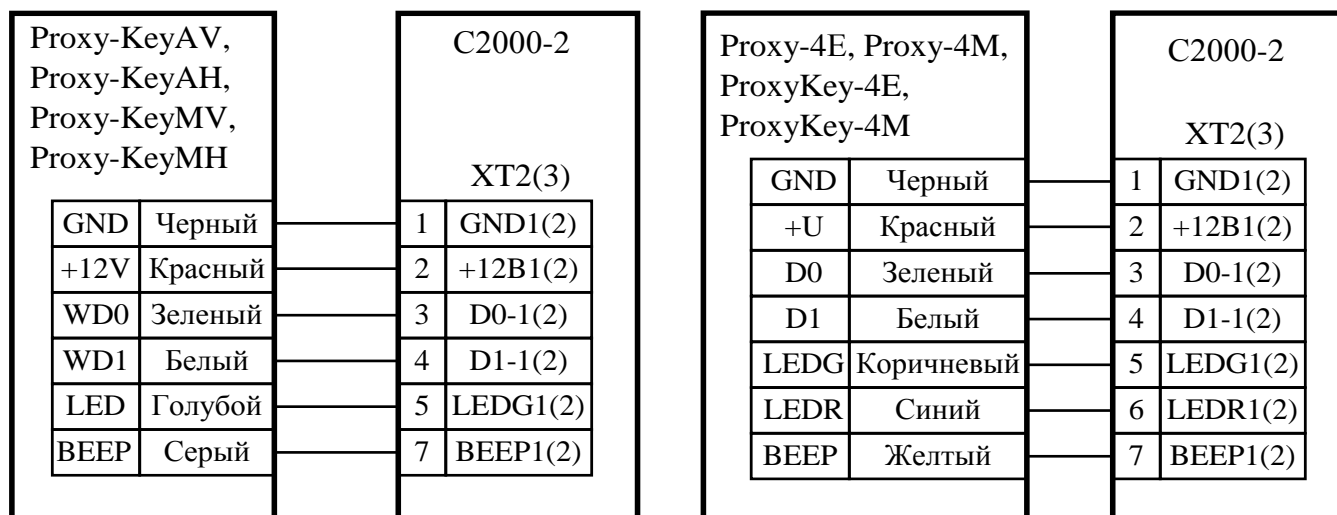 Proxy-KeyAV,
Proxy-KeyAH,
Proxy-KeyMV,
Proxy-KeyMH
C2000-2
XT2(3)
GND Черный 1 GND1(2)
+12V Красный 2 +12В1(2)
WD0 Зеленый 3 D0-1(2)
WD1 Белый 4 D1-1(2)
LED Голубой 5 LEDG1(2)
BEEP Серый 7 BEEP1(2)
Proxy-4E, Proxy-4M,
ProxyKey-4E,
ProxyKey-4M
C2000-2
XT2(3)
GND Черный 1 GND1(2)
+U Красный 2 +12В1(2)
D0 Зеленый 3 D0-1(2)
D1 Белый 4 D1-1(2)
LEDG Коричневый 5 LEDG1(2)
LEDR Синий 6 LEDR1(2)
BEEP Желтый 7 BEEP1(2)